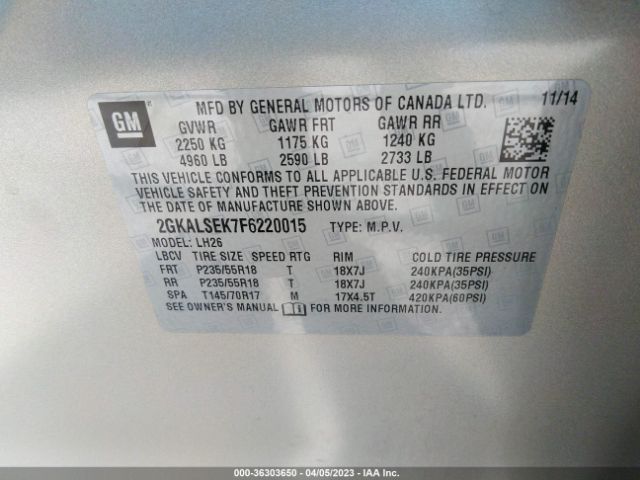 GM
MFD BY GENERAL MOTORS OF CANADA LTD. 11/14
GVWR GAWR FRT GAWR RR
2250 KG 1175 KG 1240 KG
4960 LB 2590 LB 2733 LB
THIS VEHICLE CONFORMS TO ALL APPLICABLE U.S. FEDERAL MOTOR
VEHICLE SAFETY AND THEFT PREVENTION STANDARDS IN EFFECT ON
THE DATE OF MANUFACTURE SHOWN ABOVE.
2GKALSEK7F6220015 TYPE: M.P.V.
MODEL: LH26
LBCV TIRE SIZE SPEED RTG RIM COLD TIRE PRESSURE
FRT P235/55R18 T 18X7J 240KPA(35PSI)
RR P235/55R18 T 18X7J 240KPA(35PSI)
SPA T145/70R17 M 17X4.5T 420KPA(60PSI)
SEE OWNER'S MANUAL FOR MORE INFORMATION.
000-36303650 - 04/05/2023 - IAA Inc.